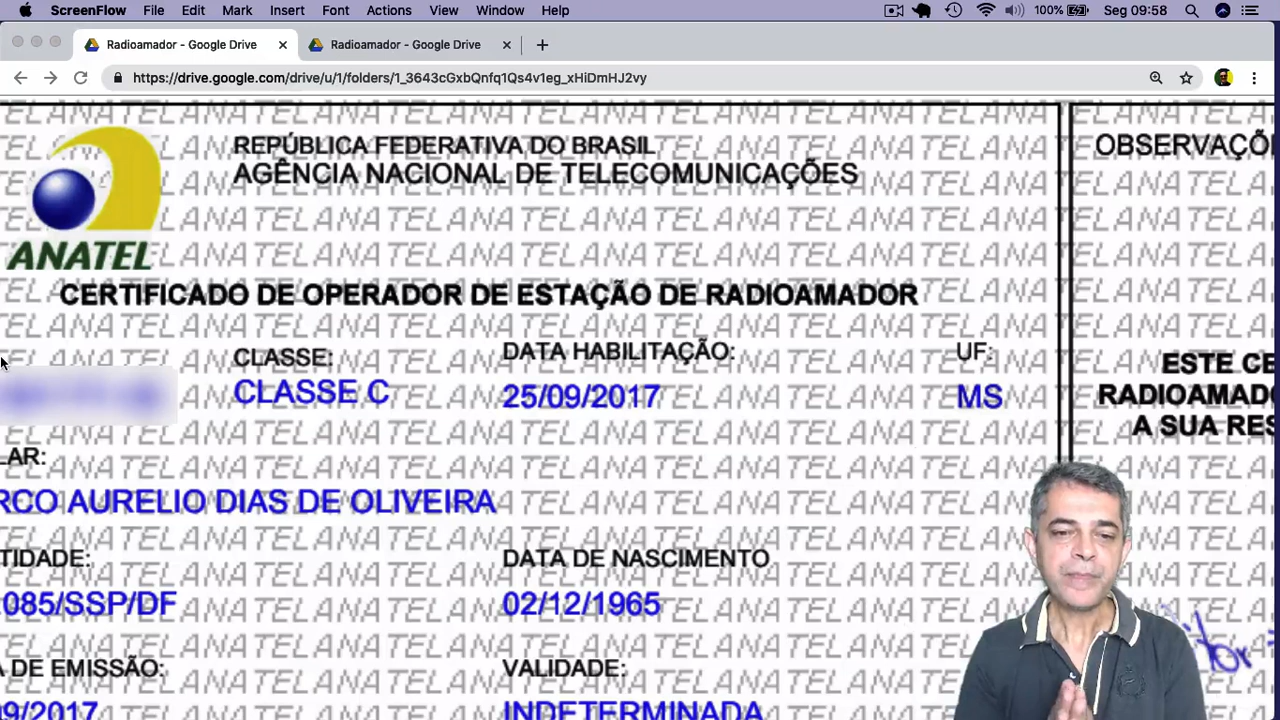 ScreenFlow File Edit Mark Insert Font Actions View Window Help 100% Seg 09:58
Radioamador - Google Drive Radioamador - Google Drive
https://drive.google.com/drive/u/1/folders/1_3643cGxbQnfq1Qs4v1eg_xHiDmHJ2vy
REPÚBLICA FEDERATIVA DO BRASIL
AGÊNCIA NACIONAL DE TELECOMUNICAÇÕES
ANATEL
CERTIFICADO DE OPERADOR DE ESTAÇÃO DE RADIOAMADOR
CLASSE: DATA HABILITAÇÃO: UF:
CLASSE C 25/09/2017 MS
LAR:
RCO AURELIO DIAS DE OLIVEIRA
TIDADE: DATA DE NASCIMENTO
085/SSP/DF 02/12/1965
A DE EMISSÃO: VALIDADE:
09/2017 INDETERMINADA
OBSERVAÇÕ
ESTE CE
RADIOAMADO
A SUA RES